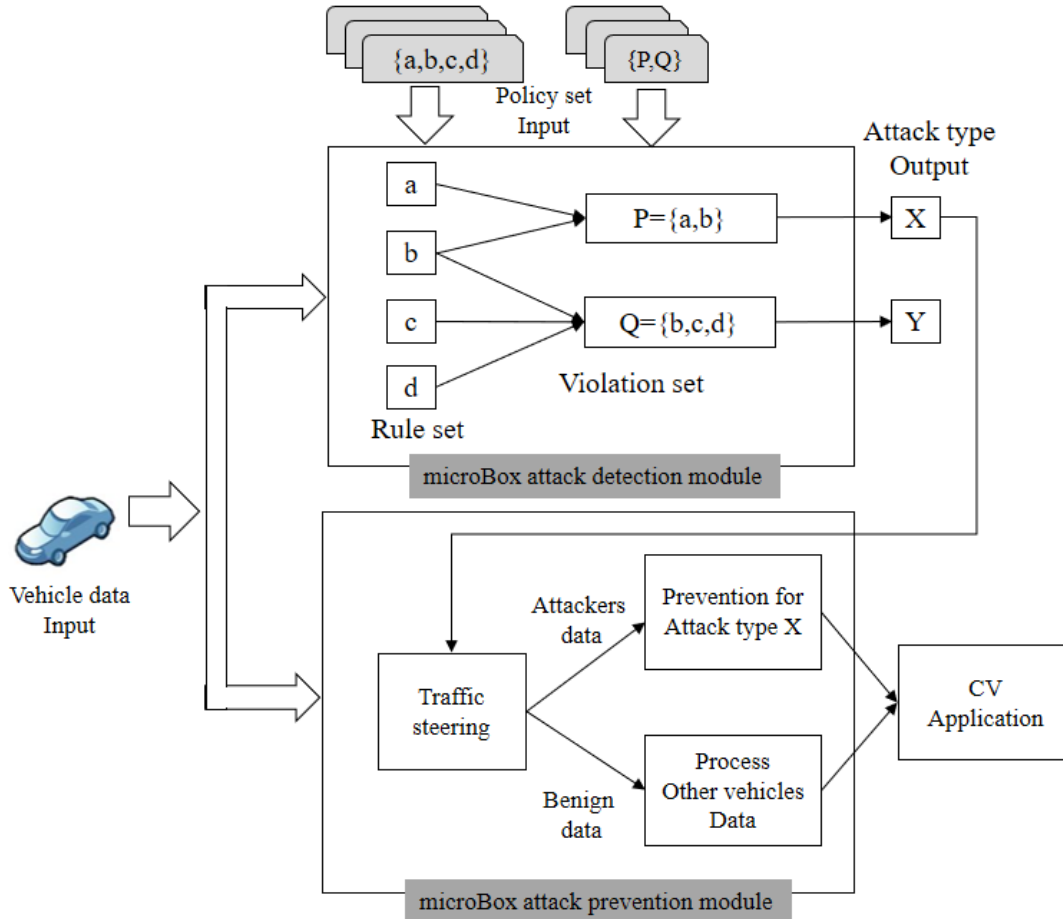 {a,b,c,d}
{P,Q}
Policy set
Input
Attack type
Output
a
P={a,b}
X
b
c
Q={b,c,d}
Y
d
Violation set
Rule set
microBox attack detection module
Vehicle data
Input
Attackers
data
Prevention for
Attack type X
Traffic
steering
CV
Application
Benign
data
Process
Other vehicles
Data
microBox attack prevention module